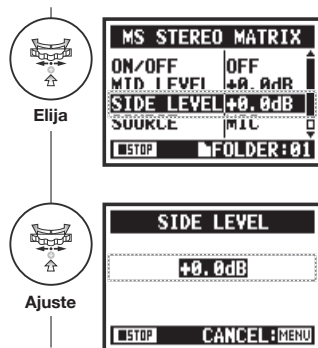 MS STEREO MATRIX
ON/OFF OFF
MID LEVEL +0.0dB
SIDE LEVEL +0.0dB
SOURCE MIC
STOP FOLDER:01
Elija
SIDE LEVEL
+0.0dB
STOP CANCEL:MENU
Ajuste